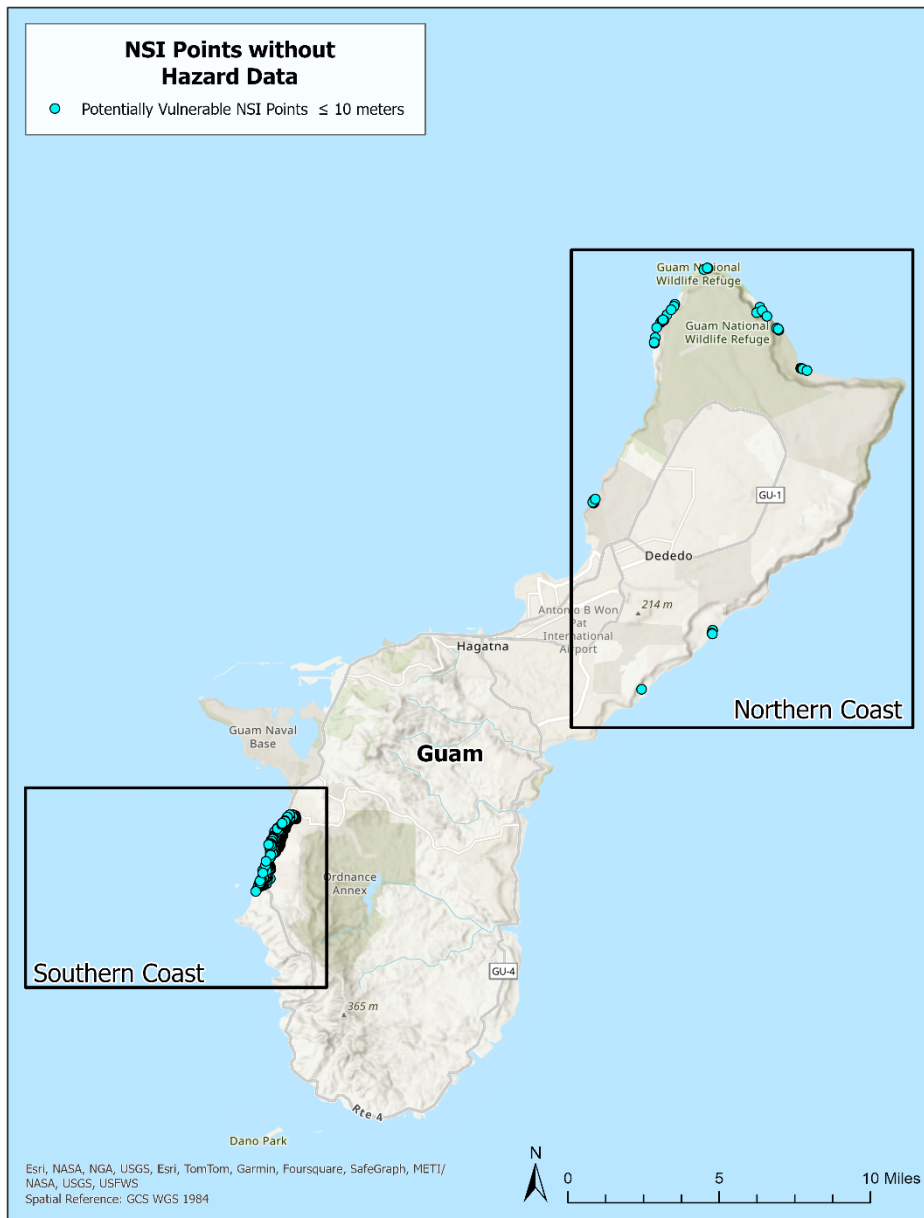 NSI Points without
Hazard Data
Potentially Vulnerable NSI Points ≤ 10 meters
Guam National
Wildlife Refuge
Guam National
Wildlife Refuge
GU-1
Dededo
214 m
Antonio B Won
Pat
International
Airport
Hagatna
Northern Coast
Guam Naval
Base
Guam
Ordnance
Annex
Southern Coast
GU-4
365 m
Rte 4
Dano Park
Esri, NASA, NGA, USGS, Esri, TomTom, Garmin, Foursquare, SafeGraph, METI/
NASA, USGS, USFWS
Spatial Reference: GCS WGS 1984
N
0 5 10 Miles